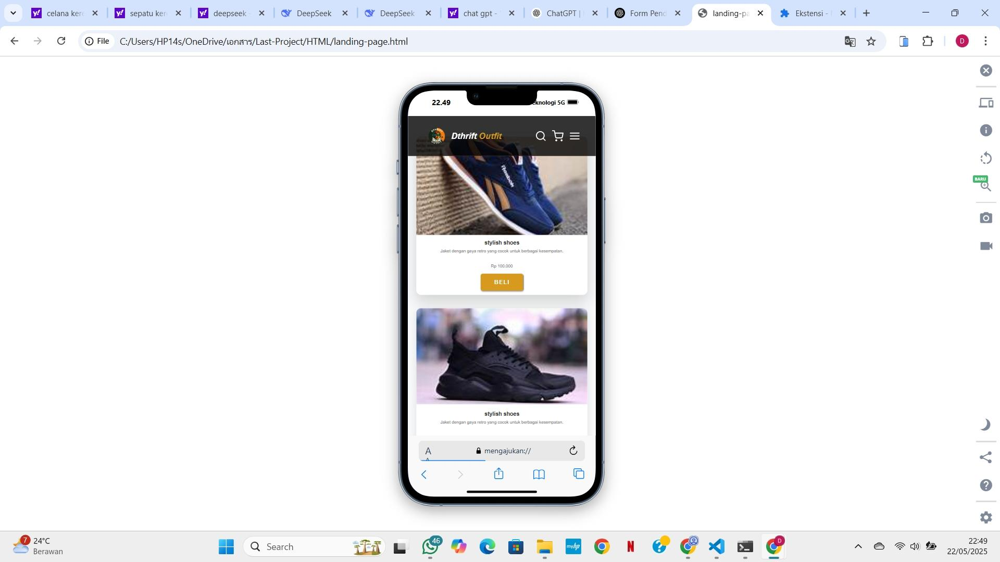 celana ker
sepatu ker
deepseek -
DeepSeek
DeepSeek
chat gpt -
ChatGPT |
Form Pend
landing-pa
Ekstensi -
File
C:/Users/HP14s/OneDrive/เอกสาร/Last-Project/HTML/landing-page.html
D
22.49
eknologi 5G
Dthrift Outfit
Reebok
stylish shoes
Jaket dengan gaya retro yang cocok untuk berbagai kesempatan.
Rp 100.000
BELI
stylish shoes
Jaket dengan gaya retro yang cocok untuk berbagai kesempatan.
A
mengajukan://
BARU
7
24°C
Berawan
Search
46
myhp
N
D
22:49
22/05/2025